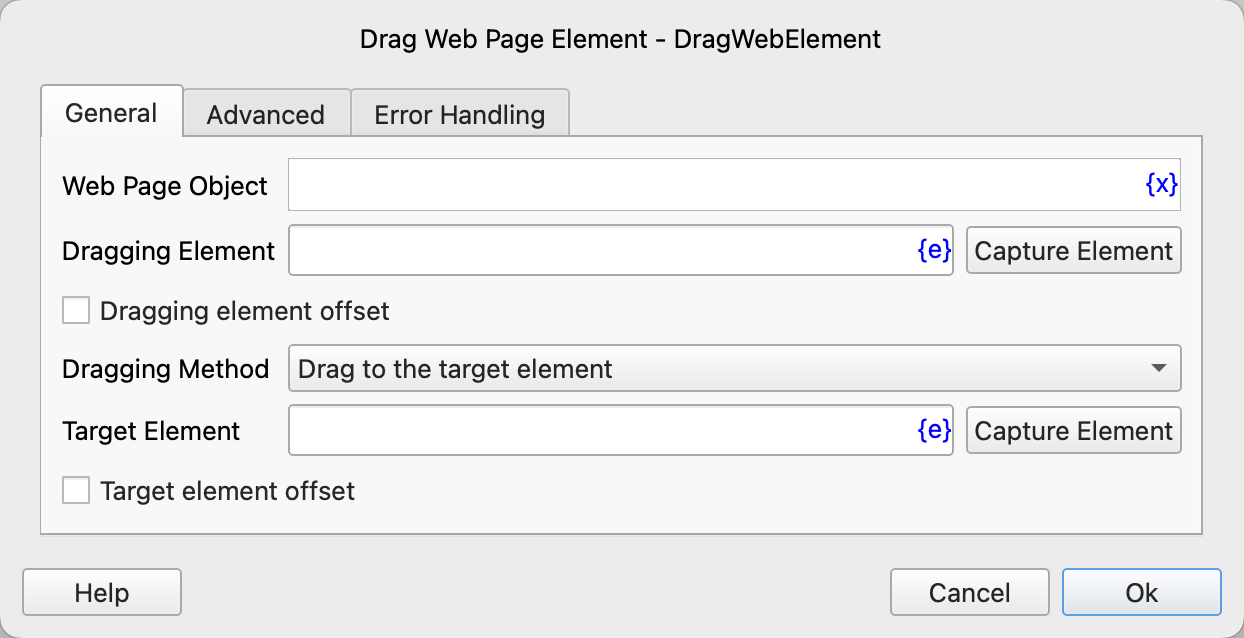 Drag Web Page Element - DragWebElement
General Advanced Error Handling
Web Page Object {x}
Dragging Element {e} Capture Element
Dragging element offset
Dragging Method Drag to the target element
Target Element {e} Capture Element
Target element offset
Help Cancel Ok